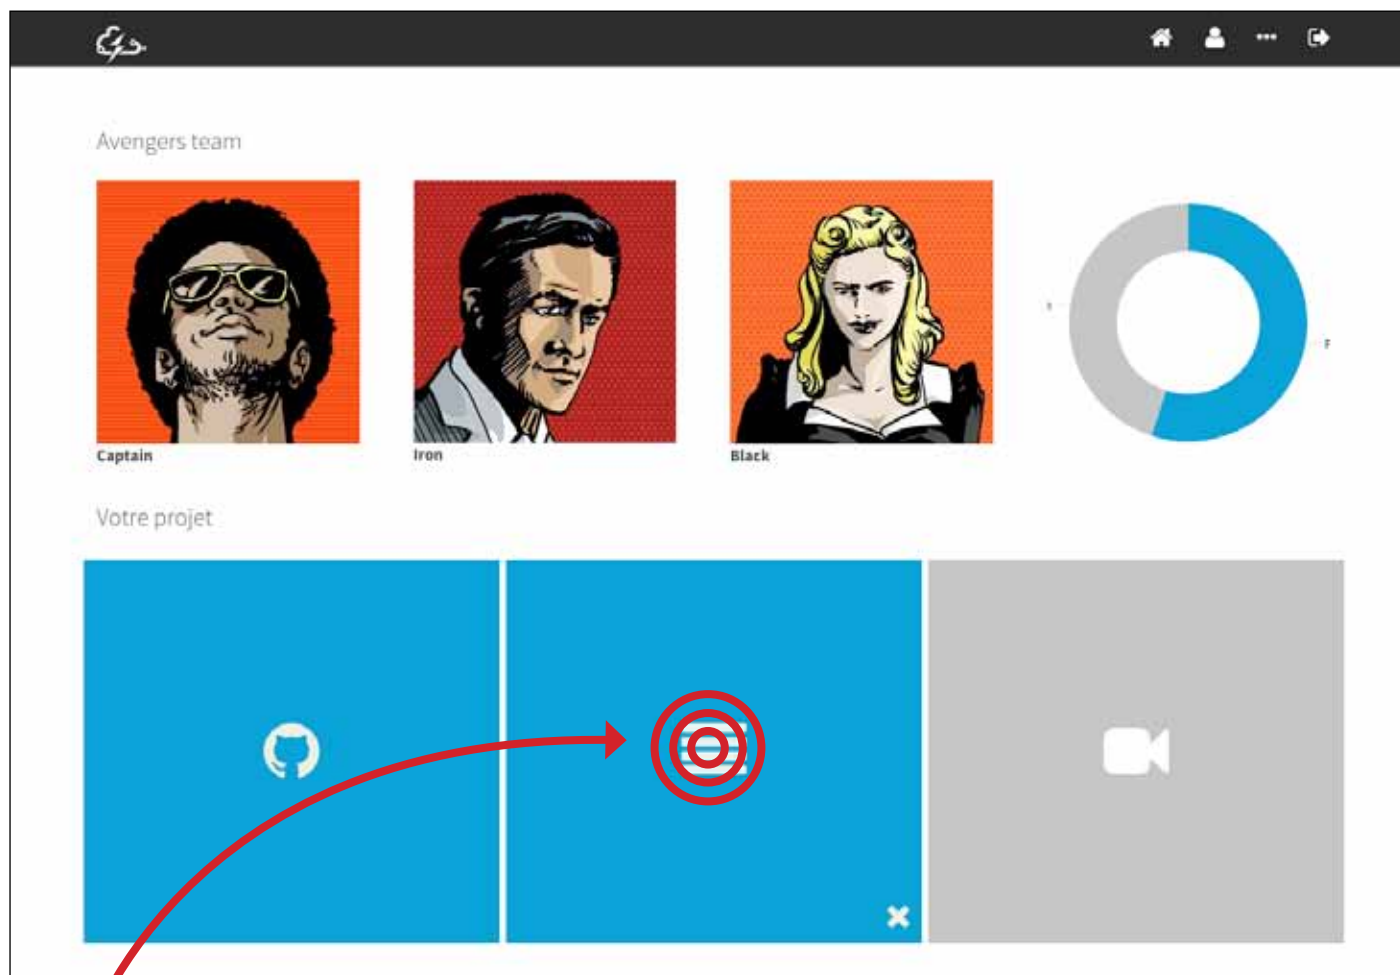 Avengers team
Captain
Iron
Black
Votre projet